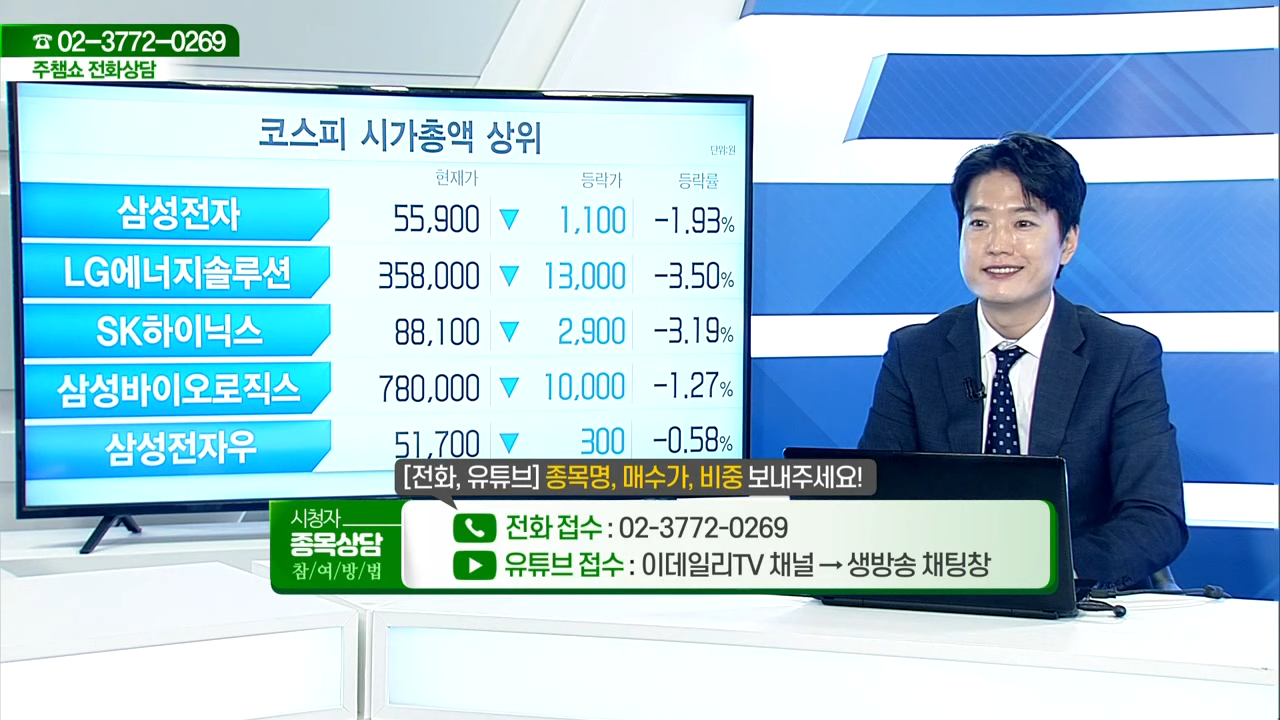 ☎ 02-3772-0269
주챔쇼 전화상담
코스피 시가총액 상위
단위:원
현재가 등락가 등락률
삼성전자 55,900 ▼ 1,100 -1.93%
LG에너지솔루션 358,000 ▼ 13,000 -3.50%
SK하이닉스 88,100 ▼ 2,900 -3.19%
삼성바이오로직스 780,000 ▼ 10,000 -1.27%
삼성전자우 51,700 ▼ 300 -0.58%
[전화, 유튜브] 종목명, 매수가, 비중 보내주세요!
시청자
종목상담
참/여/방/법
전화 접수 : 02-3772-0269
유튜브 접수 : 이데일리TV 채널 → 생방송 채팅창